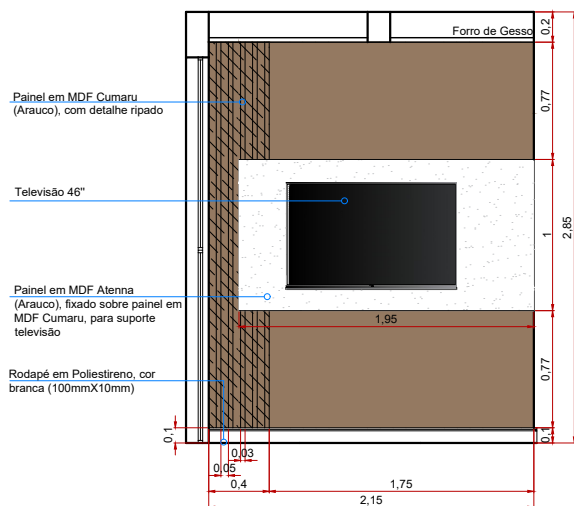 Forro de Gesso
0,2
Painel em MDF Cumaru
(Arauco), com detalhe ripado
0,77
Televisão 46"
1
2,85
Painel em MDF Atenna
(Arauco), fixado sobre painel em
MDF Cumaru, para suporte
televisão
1,95
0,77
Rodapé em Poliestireno, cor
branca (100mmX10mm)
0,1
0,1
0,03
0,05
0,4
1,75
2,15